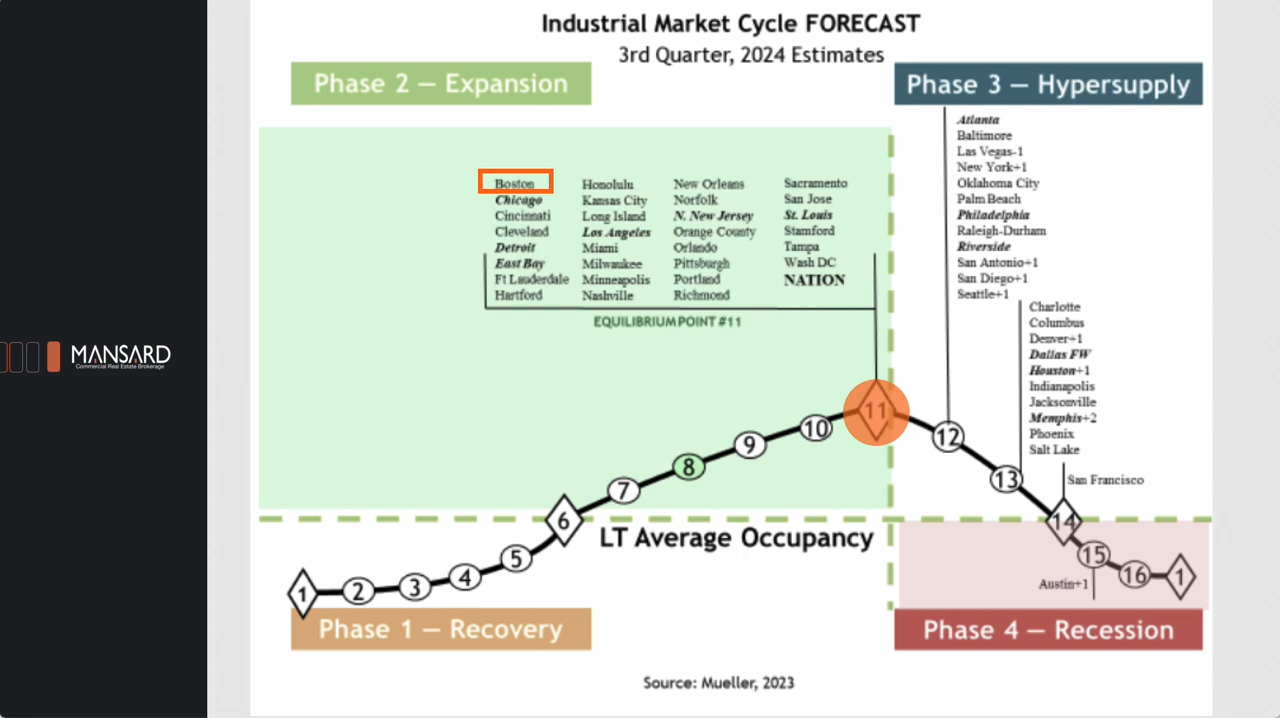 Industrial Market Cycle FORECAST
3rd Quarter, 2024 Estimates
Phase 2 — Expansion
Phase 3 — Hypersupply
Boston
Chicago
Cincinnati
Cleveland
Detroit
East Bay
Ft Lauderdale
Hartford
Honolulu
Kansas City
Long Island
Los Angeles
Miami
Milwaukee
Minneapolis
Nashville
New Orleans
Norfolk
N. New Jersey
Orange County
Orlando
Pittsburgh
Portland
Richmond
Sacramento
San Jose
St. Louis
Stamford
Tampa
Wash DC
NATION
EQUILIBRIUM POINT #11
Atlanta
Baltimore
Las Vegas-1
New York+1
Oklahoma City
Palm Beach
Philadelphia
Raleigh-Durham
Riverside
San Antonio+1
San Diego+1
Seattle+1
Charlotte
Columbus
Denver+1
Dallas FW
Houston+1
Indianapolis
Jacksonville
Memphis+2
Phoenix
Salt Lake
San Francisco
MANSARD
Commercial Real Estate Brokerage
1
2
3
4
5
6
7
8
9
10
11
12
13
14
15
16
1
LT Average Occupancy
Austin+1
Phase 1 — Recovery
Phase 4 — Recession
Source: Mueller, 2023